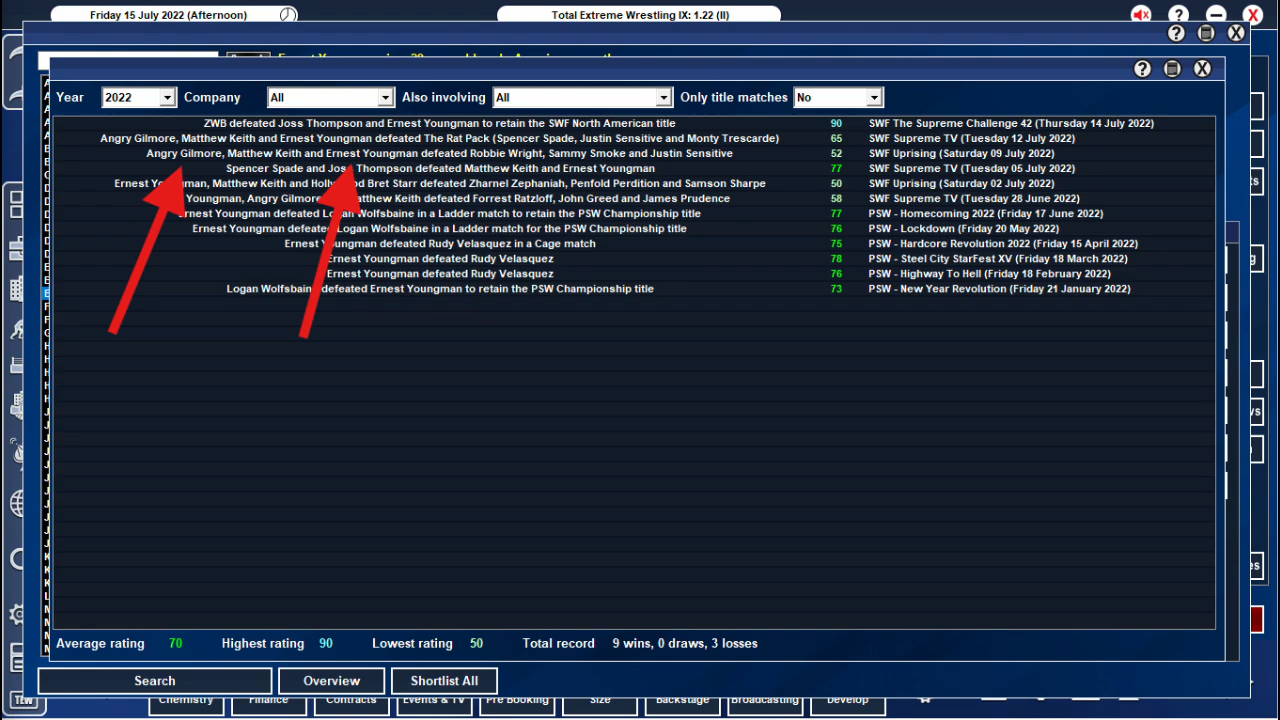 Friday 15 July 2022 (Afternoon)
Total Extreme Wrestling IX: 1.22 (II)
Year 2022 Company All Also involving All Only title matches No
ZWB defeated Joss Thompson and Ernest Youngman to retain the SWF North American title 90 SWF The Supreme Challenge 42 (Thursday 14 July 2022)
Angry Gilmore, Matthew Keith and Ernest Youngman defeated The Rat Pack (Spencer Spade, Justin Sensitive and Monty Trescarde) 65 SWF Supreme TV (Tuesday 12 July 2022)
Angry Gilmore, Matthew Keith and Ernest Youngman defeated Robbie Wright, Sammy Smoke and Justin Sensitive 52 SWF Uprising (Saturday 09 July 2022)
Spencer Spade and Joss Thompson defeated Matthew Keith and Ernest Youngman 77 SWF Supreme TV (Tuesday 05 July 2022)
Ernest Youngman, Matthew Keith and Hollywood Bret Starr defeated Zharnel Zephaniah, Penfold Perdition and Samson Sharpe 50 SWF Uprising (Saturday 02 July 2022)
Youngman, Angry Gilmore Matthew Keith defeated Forrest Ratzloff, John Greed and James Prudence 58 SWF Supreme TV (Tuesday 28 June 2022)
Ernest Youngman defeated Logan Wolfsbaine in a Ladder match to retain the PSW Championship title 77 PSW - Homecoming 2022 (Friday 17 June 2022)
Ernest Youngman defeated Logan Wolfsbaine in a Ladder match for the PSW Championship title 76 PSW - Lockdown (Friday 20 May 2022)
Ernest Youngman defeated Rudy Velasquez in a Cage match 75 PSW - Hardcore Revolution 2022 (Friday 15 April 2022)
Ernest Youngman defeated Rudy Velasquez 78 PSW - Steel City StarFest XV (Friday 18 March 2022)
Ernest Youngman defeated Rudy Velasquez 76 PSW - Highway To Hell (Friday 18 February 2022)
Logan Wolfsbaine defeated Ernest Youngman to retain the PSW Championship title 73 PSW - New Year Revolution (Friday 21 January 2022)
Average rating 70 Highest rating 90 Lowest rating 50 Total record 9 wins, 0 draws, 3 losses
Search Overview Shortlist All
TEW Chemistry Finance Contracts Events & TV Pre Booking Size Backstage Broadcasting Develop